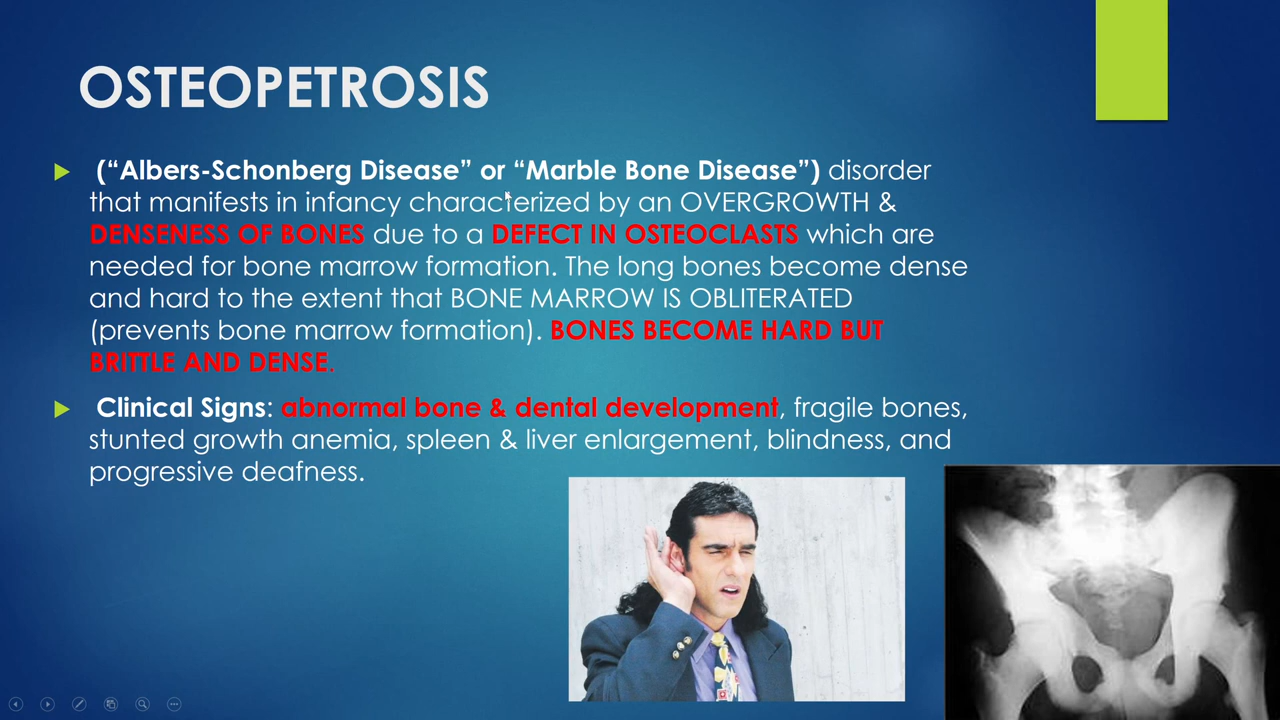 OSTEOPETROSIS
(“Albers-Schonberg Disease” or “Marble Bone Disease”) disorder
that manifests in infancy characterized by an OVERGROWTH &
DENSENESS OF BONES due to a DEFECT IN OSTEOCLASTS which are
needed for bone marrow formation. The long bones become dense
and hard to the extent that BONE MARROW IS OBLITERATED
(prevents bone marrow formation). BONES BECOME HARD BUT
BRITTLE AND DENSE.
Clinical Signs: abnormal bone & dental development, fragile bones,
stunted growth anemia, spleen & liver enlargement, blindness, and
progressive deafness.